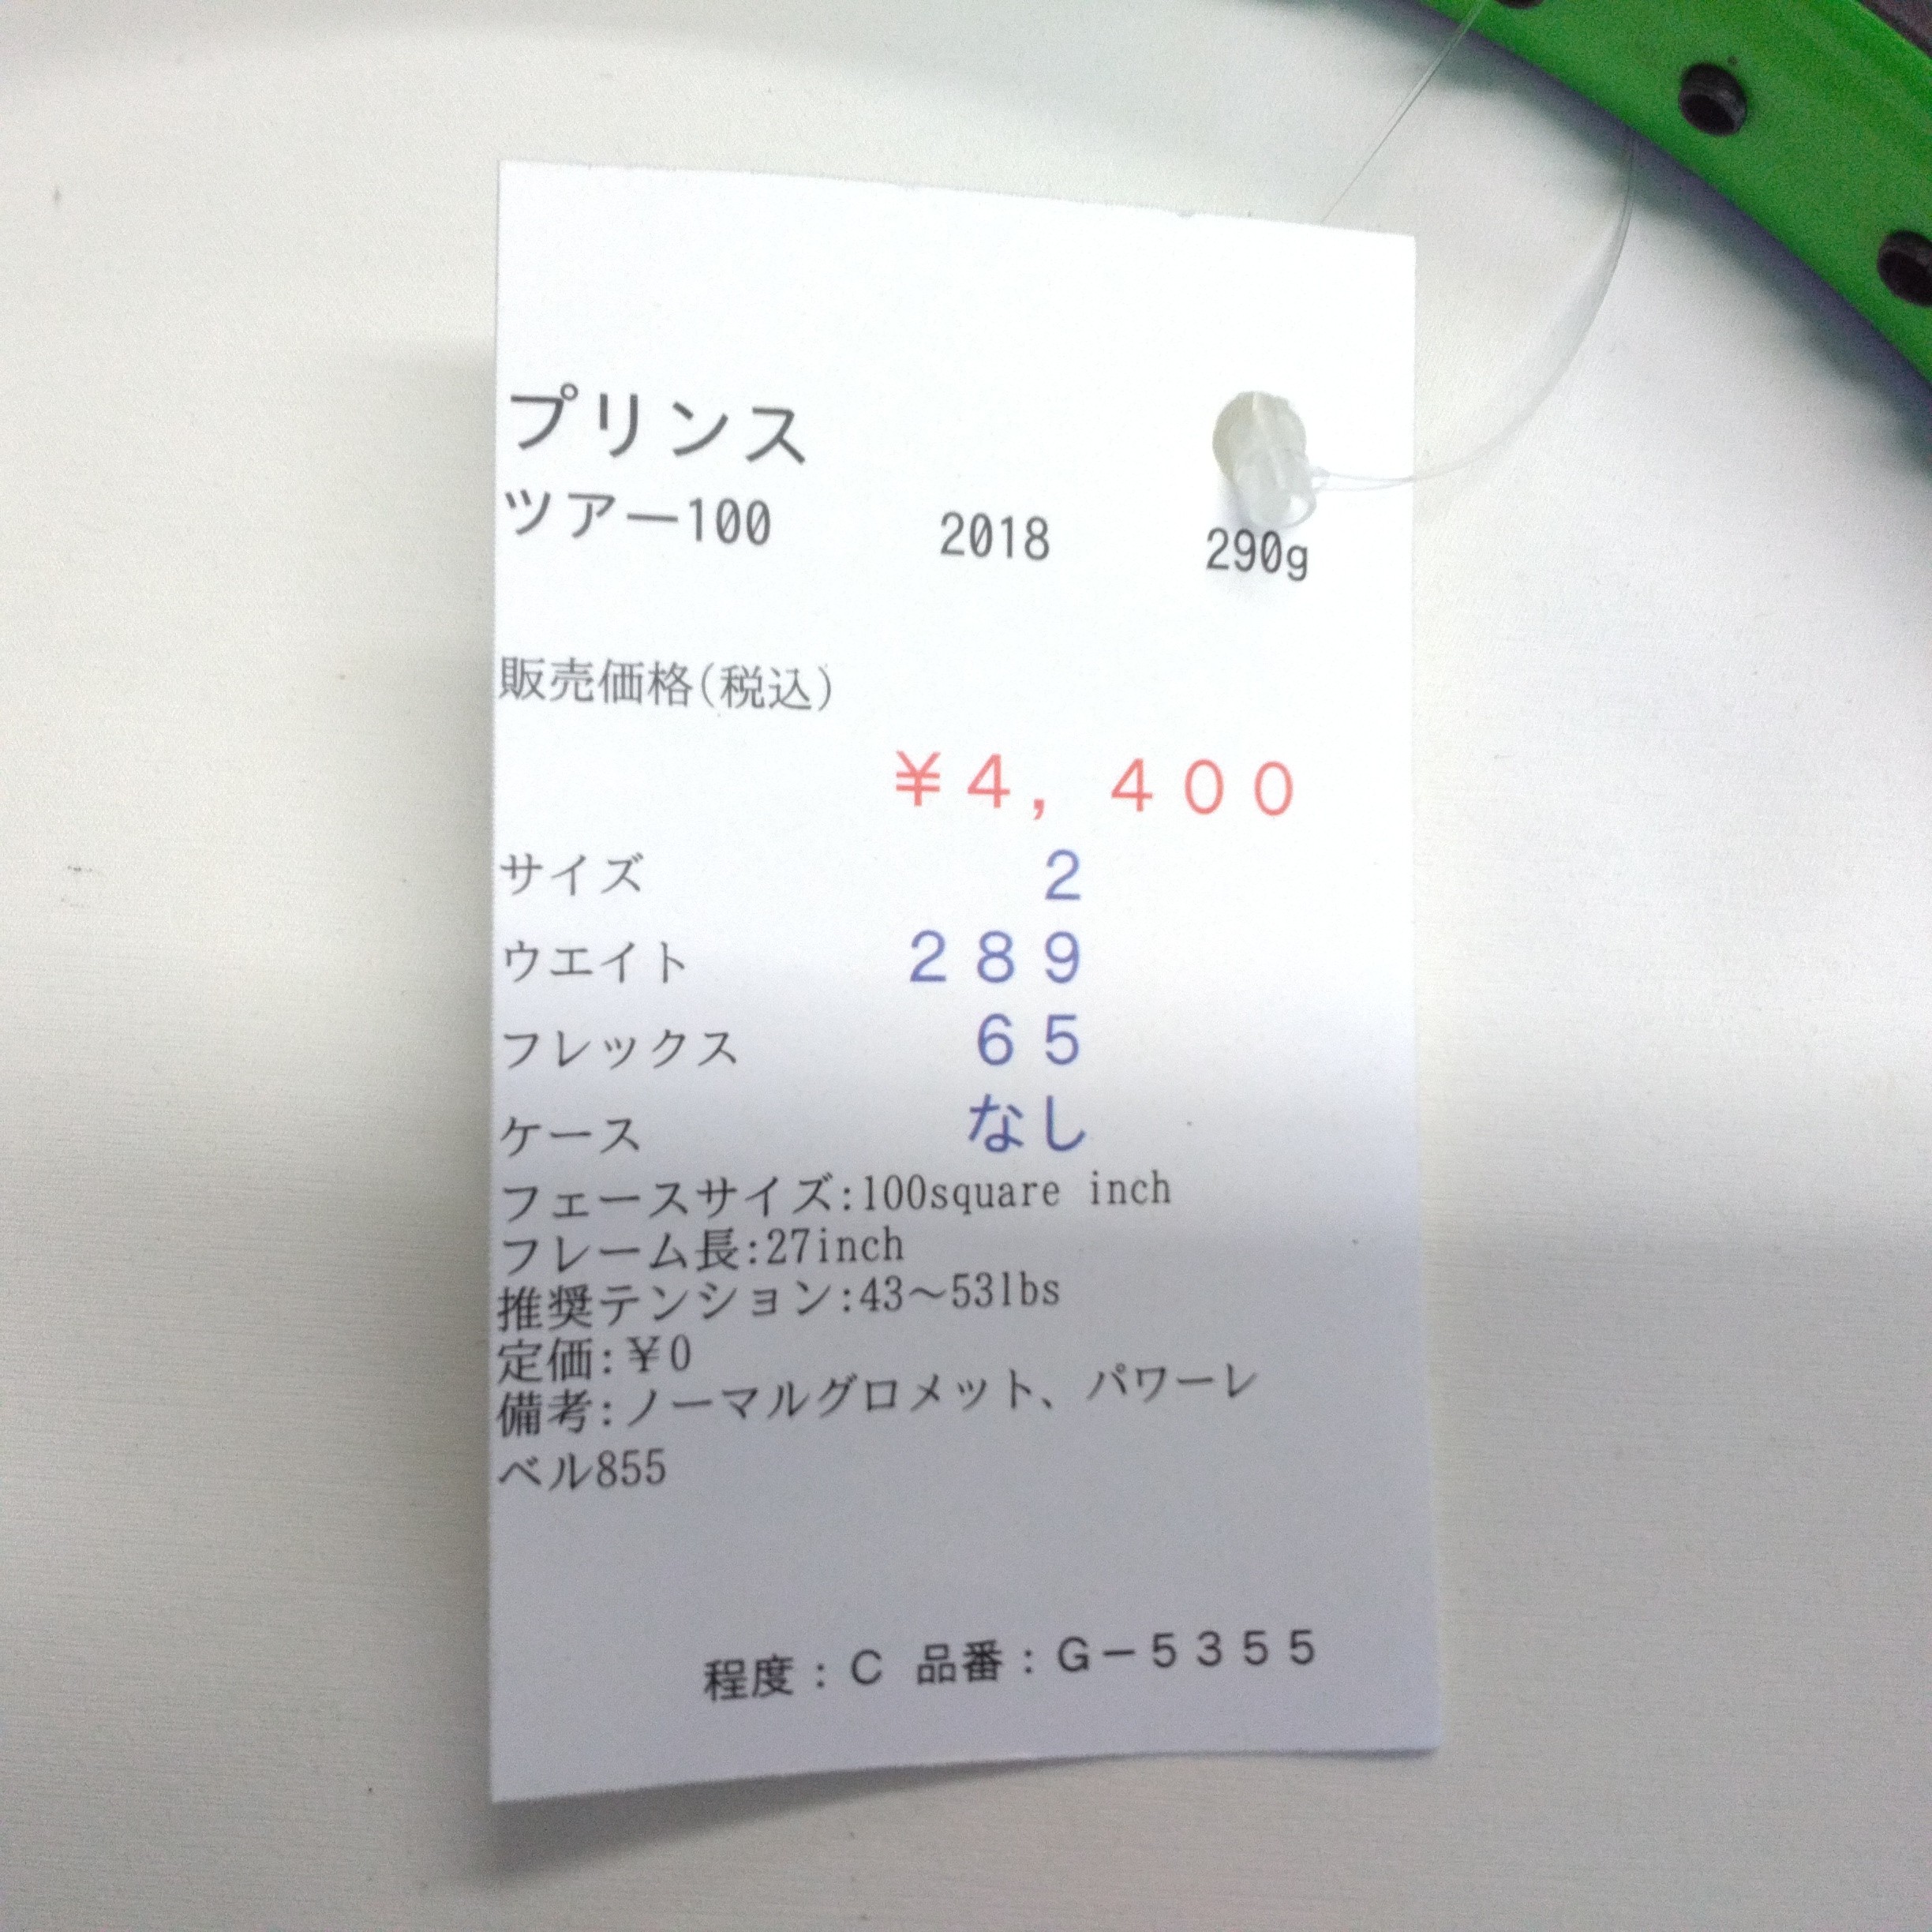 プリンス
ツアー100 2018 290g
販売価格(税込)
¥4,400
サイズ 2
ウエイト 289
フレックス 65
ケース なし
フェースサイズ:100square inch
フレーム長:27inch
推奨テンション:43～53lbs
定価:¥0
備考:ノーマルグロメット、パワーレ
ベル855
程度:C 品番:G-5355